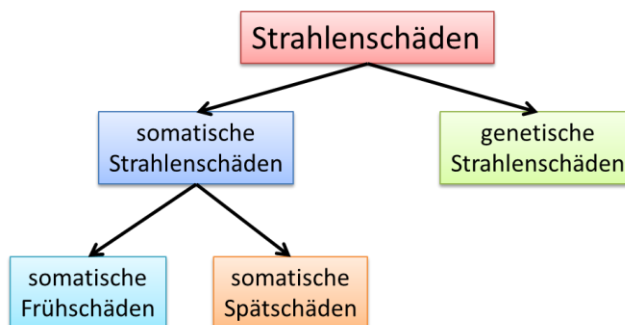 Strahlenschäden
somatische
Strahlenschäden
genetische
Strahlenschäden
somatische
Frühschäden
somatische
Spätschäden